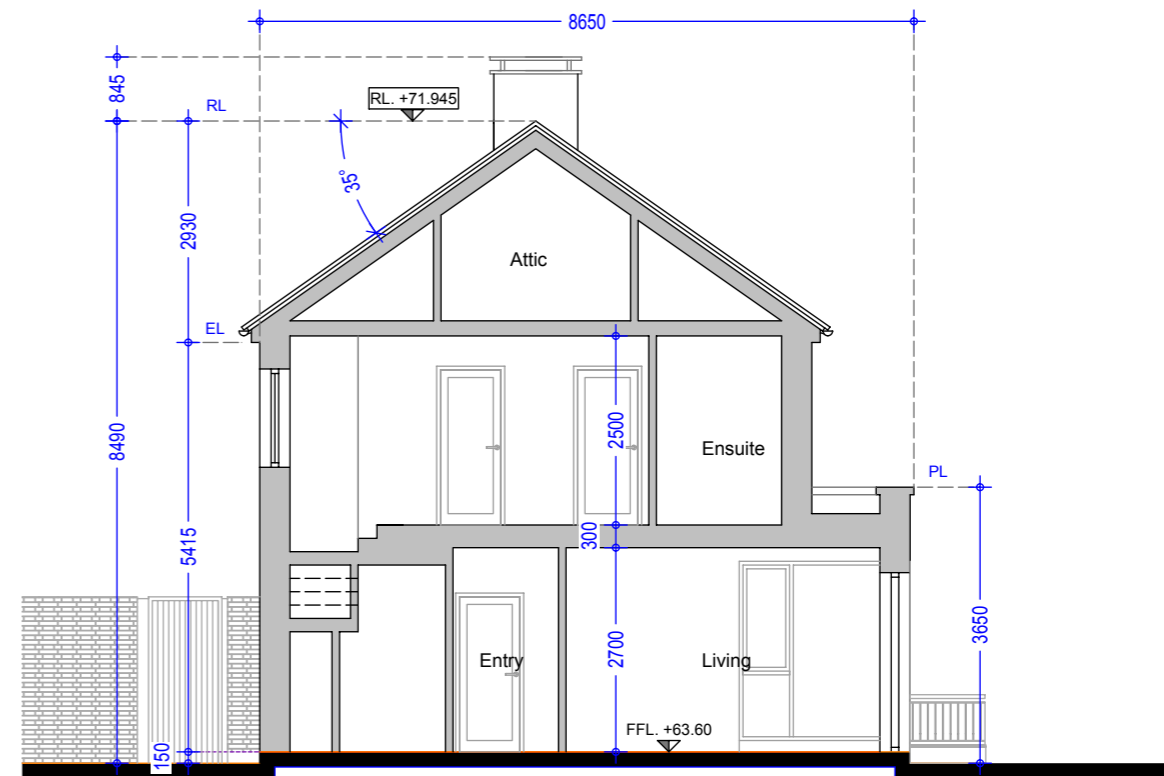 8650
845
RL
RL. +71.945
35°
2930
Attic
EL
8490
2500
Ensuite
PL
300
5415
3650
2700
Entry
Living
FFL. +63.60
150